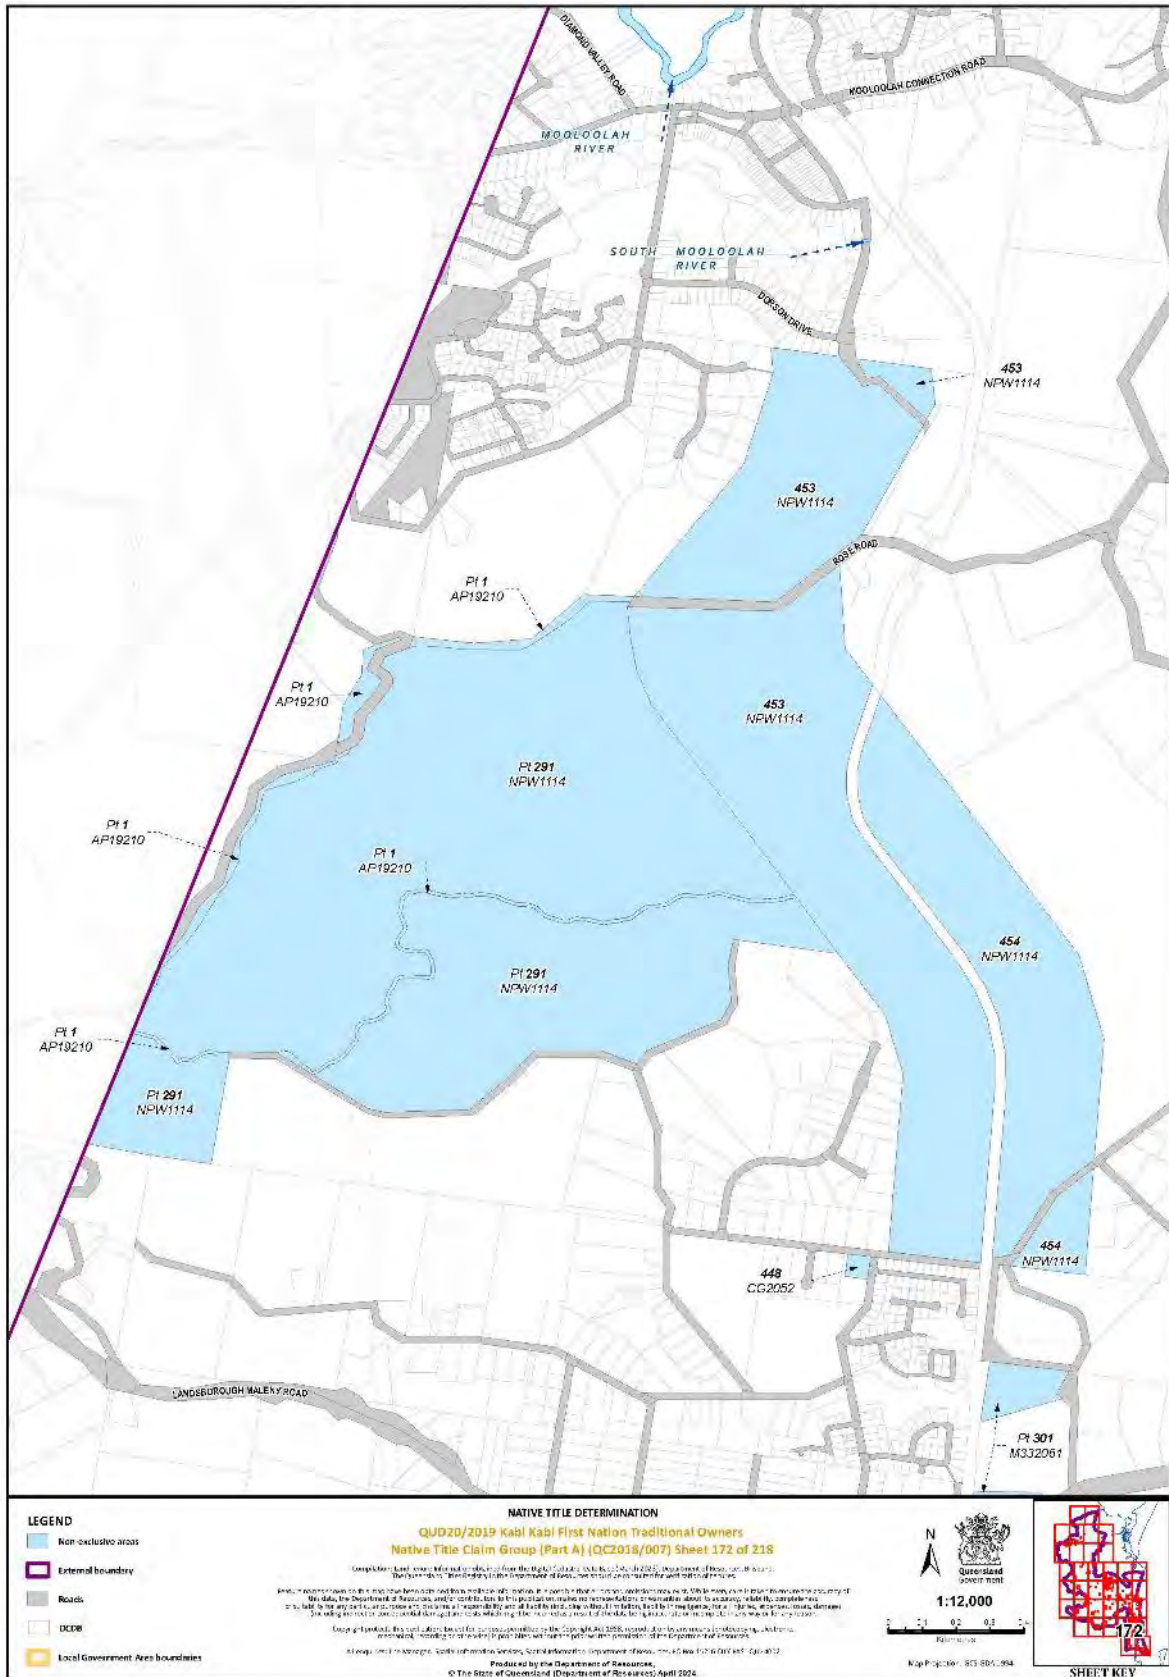 DIAMOND VALLEY ROAD
MOOLOOLAH CONNECTION ROAD
MOOLOOLAH
RIVER
SOUTH MOOLOOLAH
RIVER
DORSON DRIVE
453
NPW1114
453
NPW1114
ROSE ROAD
Pt 1
AP19210
Pt 1
AP19210
453
NPW1114
Pt 291
NPW1114
Pt 1
AP19210
Pt 1
AP19210
454
NPW1114
Pt 291
NPW1114
Pt 1
AP19210
Pt 291
NPW1114
454
NPW1114
448
CG2052
LANDSBOROUGH MALENY ROAD
Pt 301
M332061
LEGEND
Non-exclusive areas
External boundary
Roads
DCDB
Local Government Area boundaries
NATIVE TITLE DETERMINATION
QUD20/2019 Kabi Kabi First Nation Traditional Owners
Native Title Claim Group (Part A) (QC2018/007) Sheet 172 of 218
Produced by the Department of Resources.
© The State of Queensland (Department of Resources) April 2024.
N
Queensland
Government
1:12,000
Kilometres
172
SHEET KEY